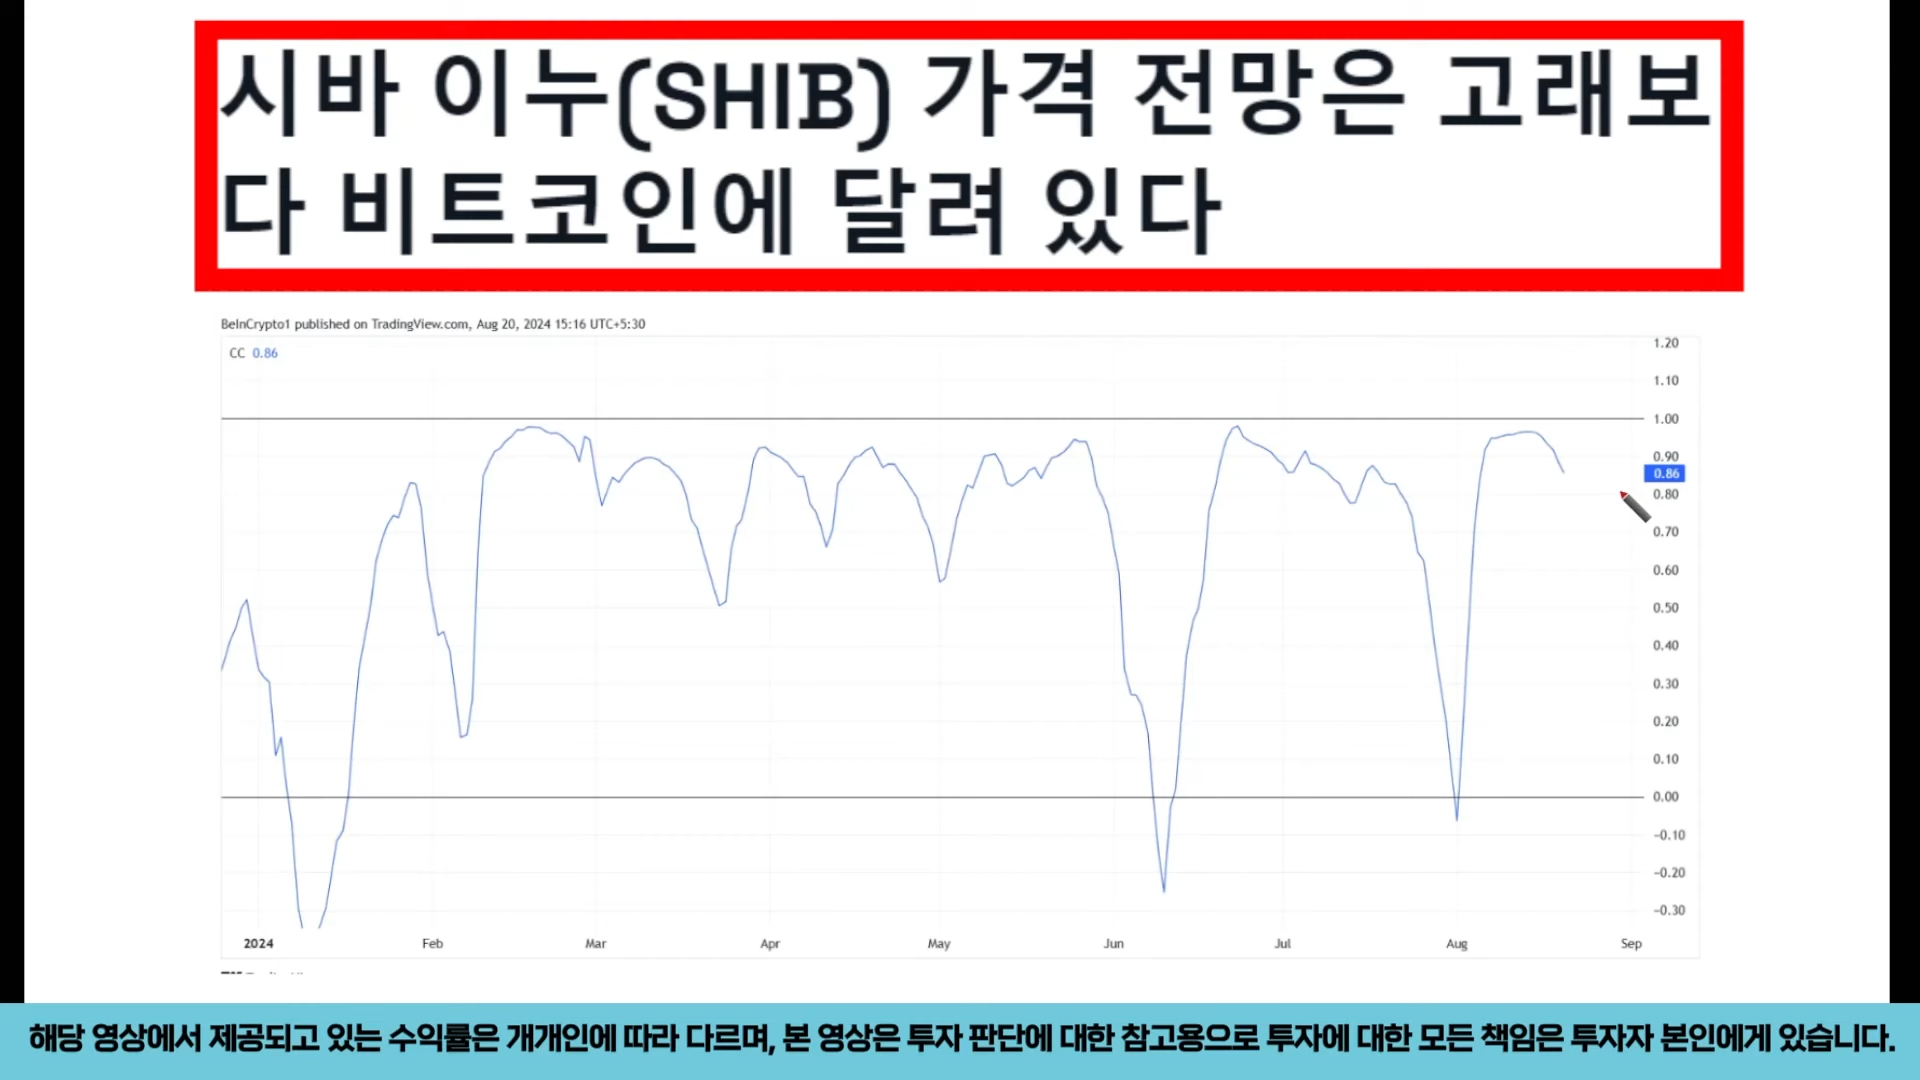 시바 이누(SHIB) 가격 전망은 고래보
다 비트코인에 달려 있다
BeInCrypto1 published on TradingView.com, Aug 20, 2024 15:16 UTC+5:30
CC 0.86
1.20
1.10
1.00
0.90
0.86
0.80
0.70
0.60
0.50
0.40
0.30
0.20
0.10
0.00
−0.10
−0.20
−0.30
2024 Feb Mar Apr May Jun Jul Aug Sep
해당 영상에서 제공되고 있는 수익률은 개개인에 따라 다르며, 본 영상은 투자 판단에 대한 참고용으로 투자에 대한 모든 책임은 투자자 본인에게 있습니다.